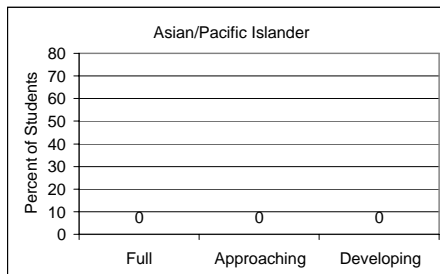 Asian/Pacific Islander
Percent of Students
80
70
60
50
40
30
20
10
0
0 0 0
Full Approaching Developing